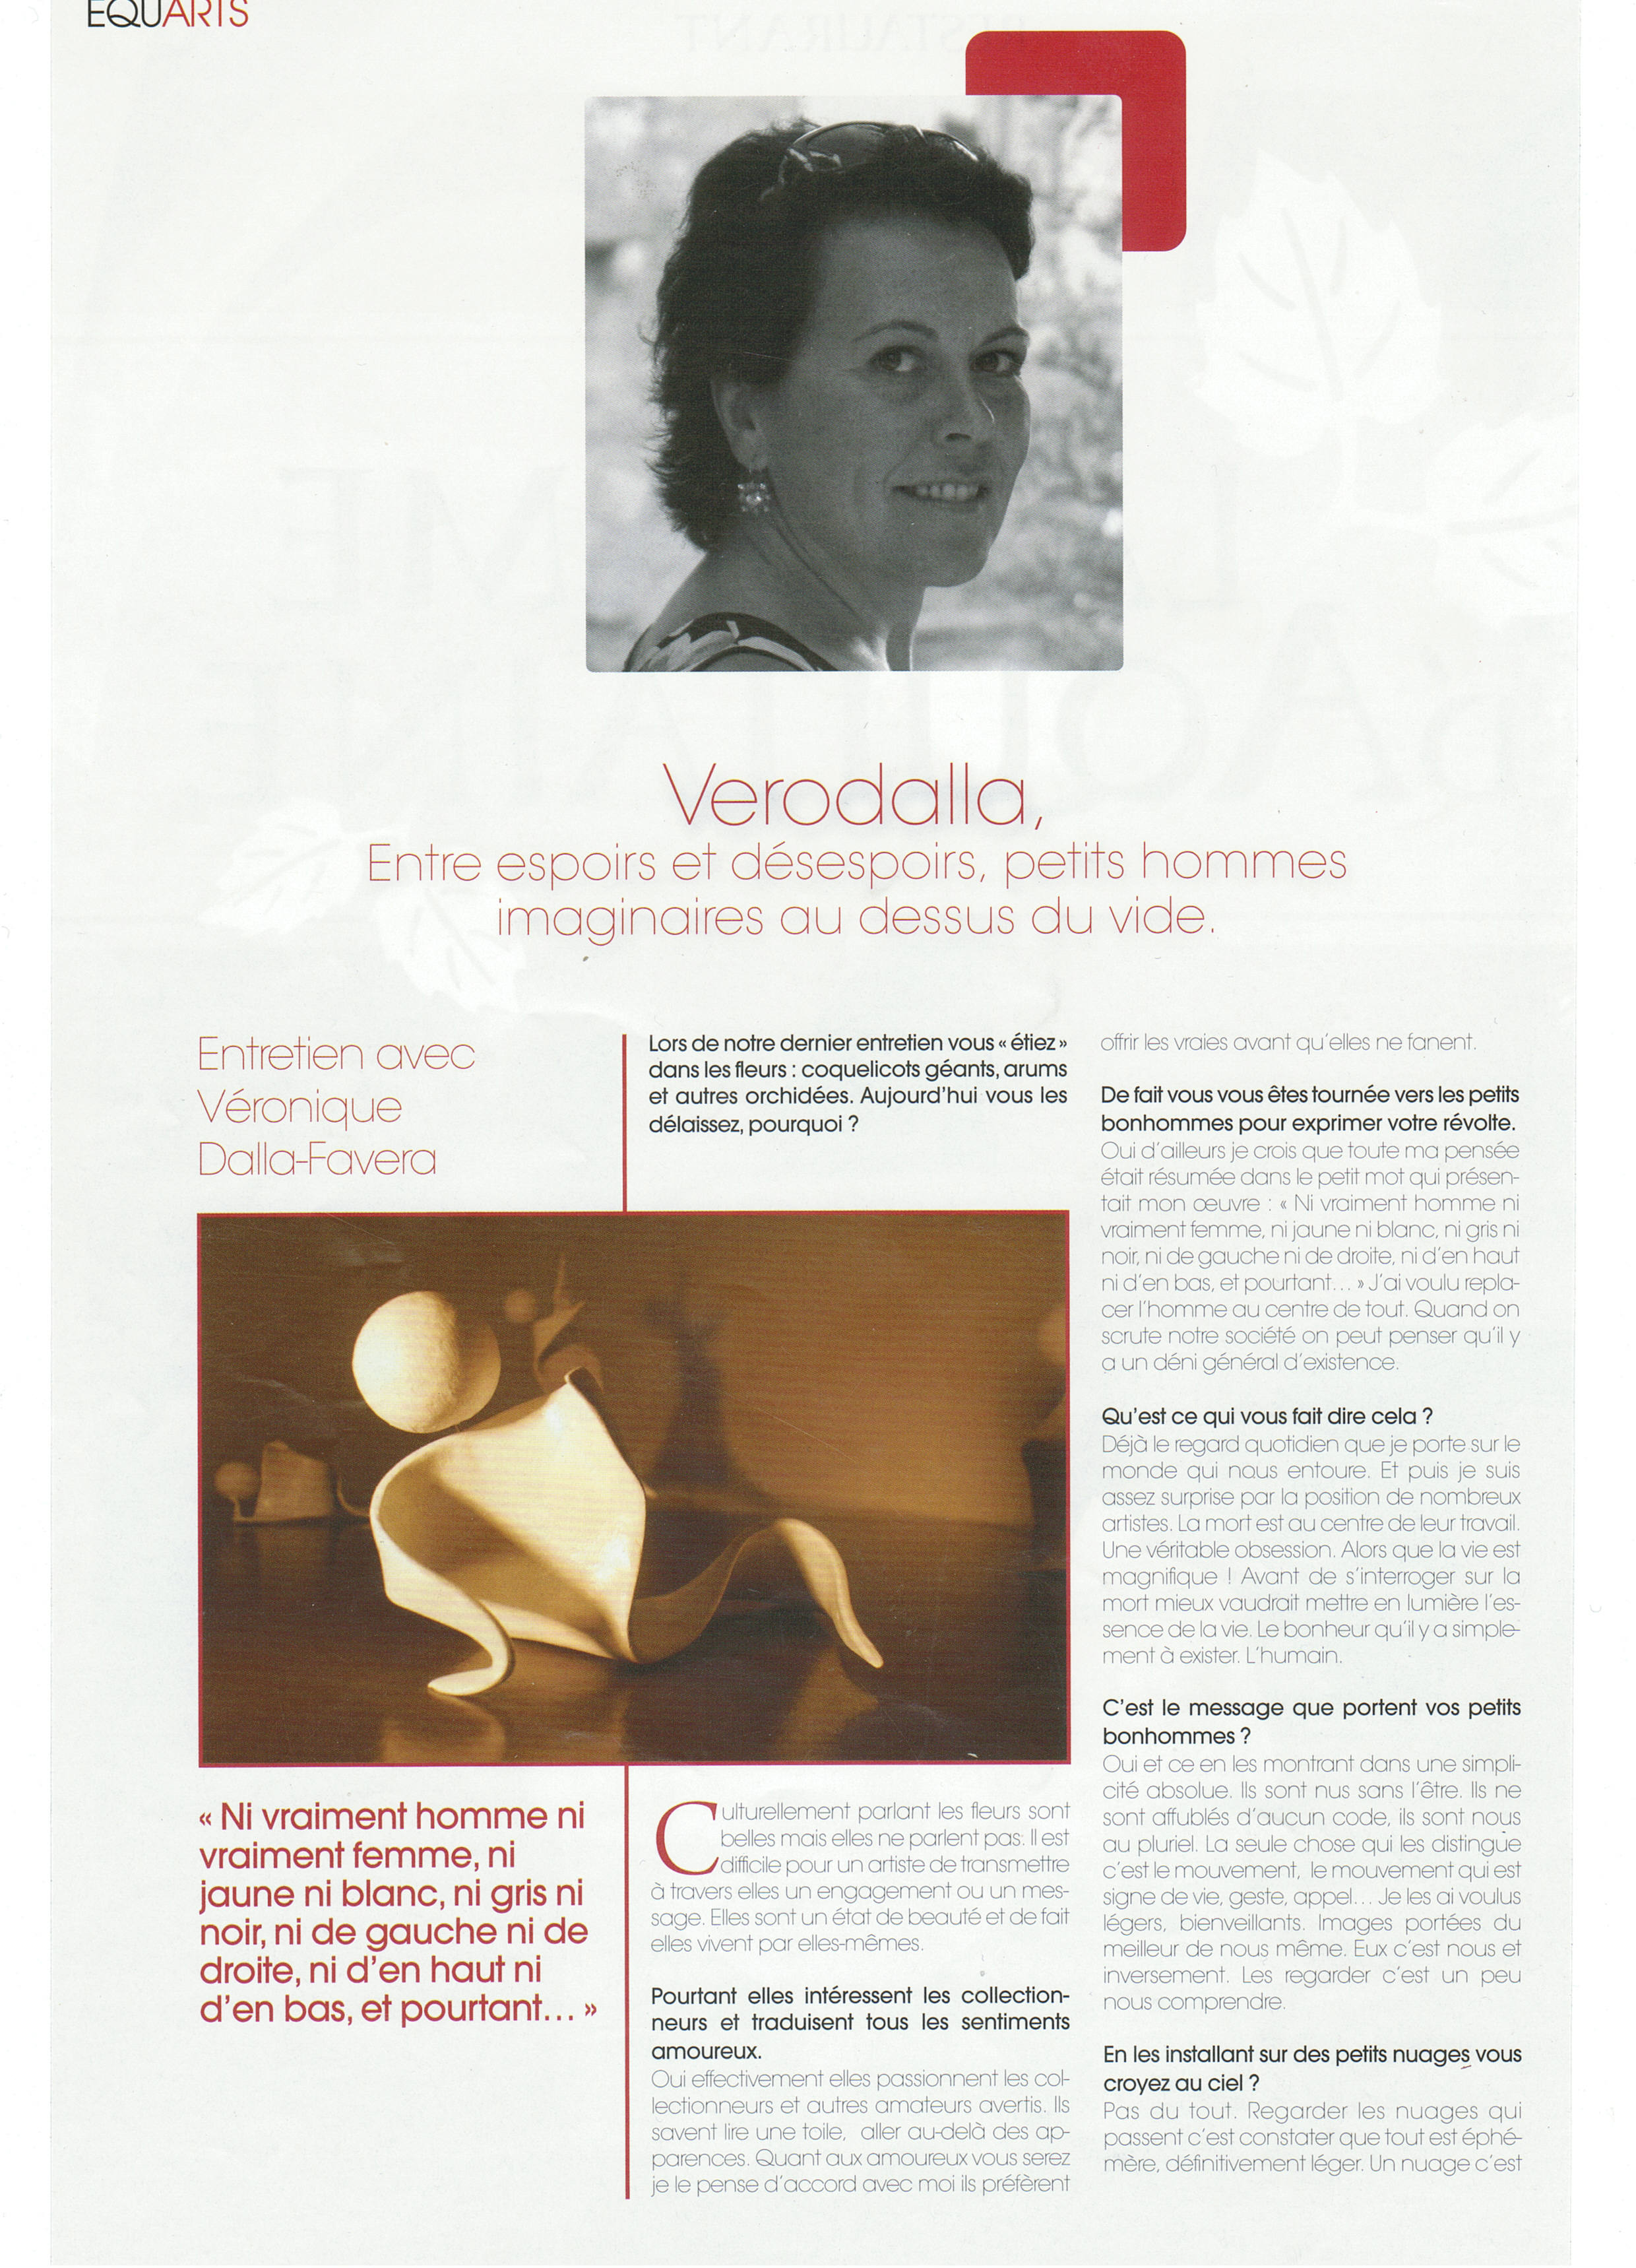 EQUARTS
Verodalla,
Entre espoirs et désespoirs, petits hommes
imaginaires au dessus du vide.
Entretien avec
Véronique
Dalla-Favera
« Ni vraiment homme ni
vraiment femme, ni
jaune ni blanc, ni gris ni
noir, ni de gauche ni de
droite, ni d'en haut ni
d'en bas, et pourtant... »
Lors de notre dernier entretien vous « étiez »
dans les fleurs : coquelicots géants, arums
et autres orchidées. Aujourd'hui vous les
délaissez, pourquoi ?
Culturellement parlant les fleurs sont
belles mais elles ne parlent pas. Il est
difficile pour un artiste de transmettre
à travers elles un engagement ou un mes-
sage. Elles sont un état de beauté et de fait
elles vivent par elles-mêmes.
Pourtant elles intéressent les collection-
neurs et traduisent tous les sentiments
amoureux.
Oui effectivement elles passionnent les col-
lectionneurs et autres amateurs avertis. Ils
savent lire une toile, aller au-delà des ap-
parences. Quant aux amoureux vous serez
je le pense d'accord avec moi ils préfèrent
offrir les vraies avant qu'elles ne fanent.
De fait vous vous êtes tournée vers les petits
bonhommes pour exprimer votre révolte.
Oui d'ailleurs je crois que toute ma pensée
était résumée dans le petit mot qui présen-
tait mon œuvre : « Ni vraiment homme ni
vraiment femme, ni jaune ni blanc, ni gris ni
noir, ni de gauche ni de droite, ni d'en haut
ni d'en bas, et pourtant... » J'ai voulu repla-
cer l'homme au centre de tout. Quand on
scrute notre société on peut penser qu'il y
a un déni général d'existence.
Qu'est ce qui vous fait dire cela ?
Déjà le regard quotidien que je porte sur le
monde qui nous entoure. Et puis je suis
assez surprise par la position de nombreux
artistes. La mort est au centre de leur travail.
Une véritable obsession. Alors que la vie est
magnifique ! Avant de s'interroger sur la
mort mieux vaudrait mettre en lumière l'es-
sence de la vie. Le bonheur qu'il y a simple-
ment à exister. L'humain.
C'est le message que portent vos petits
bonhommes ?
Oui et ce en les montrant dans une simpli-
cité absolue. Ils sont nus sans l'être. Ils ne
sont affublés d'aucun code, ils sont nous
au pluriel. La seule chose qui les distingue
c'est le mouvement, le mouvement qui est
signe de vie, geste, appel... Je les ai voulus
légers, bienveillants. Images portées du
meilleur de nous même. Eux c'est nous et
inversement. Les regarder c'est un peu
nous comprendre.
En les installant sur des petits nuages vous
croyez au ciel ?
Pas du tout. Regarder les nuages qui
passent c'est constater que tout est éphé-
mère, définitivement léger. Un nuage c'est